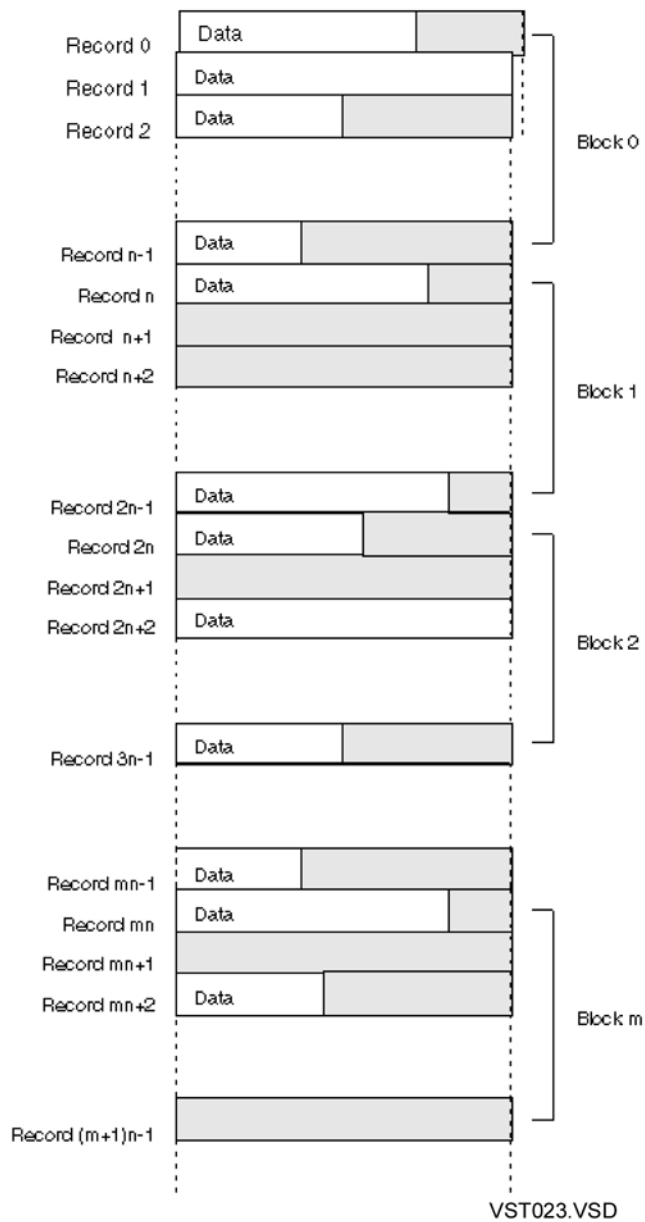 Record 0
Data
Record 1
Data
Record 2
Data
Block 0
Record n-1
Data
Record n
Data
Record n+1
Record n+2
Block 1
Record 2n-1
Data
Record 2n
Data
Record 2n+1
Record 2n+2
Data
Block 2
Record 3n-1
Data
Record mn-1
Data
Record mn
Data
Record mn+1
Record mn+2
Data
Block m
Record (m+1)n-1
VST023.VSD